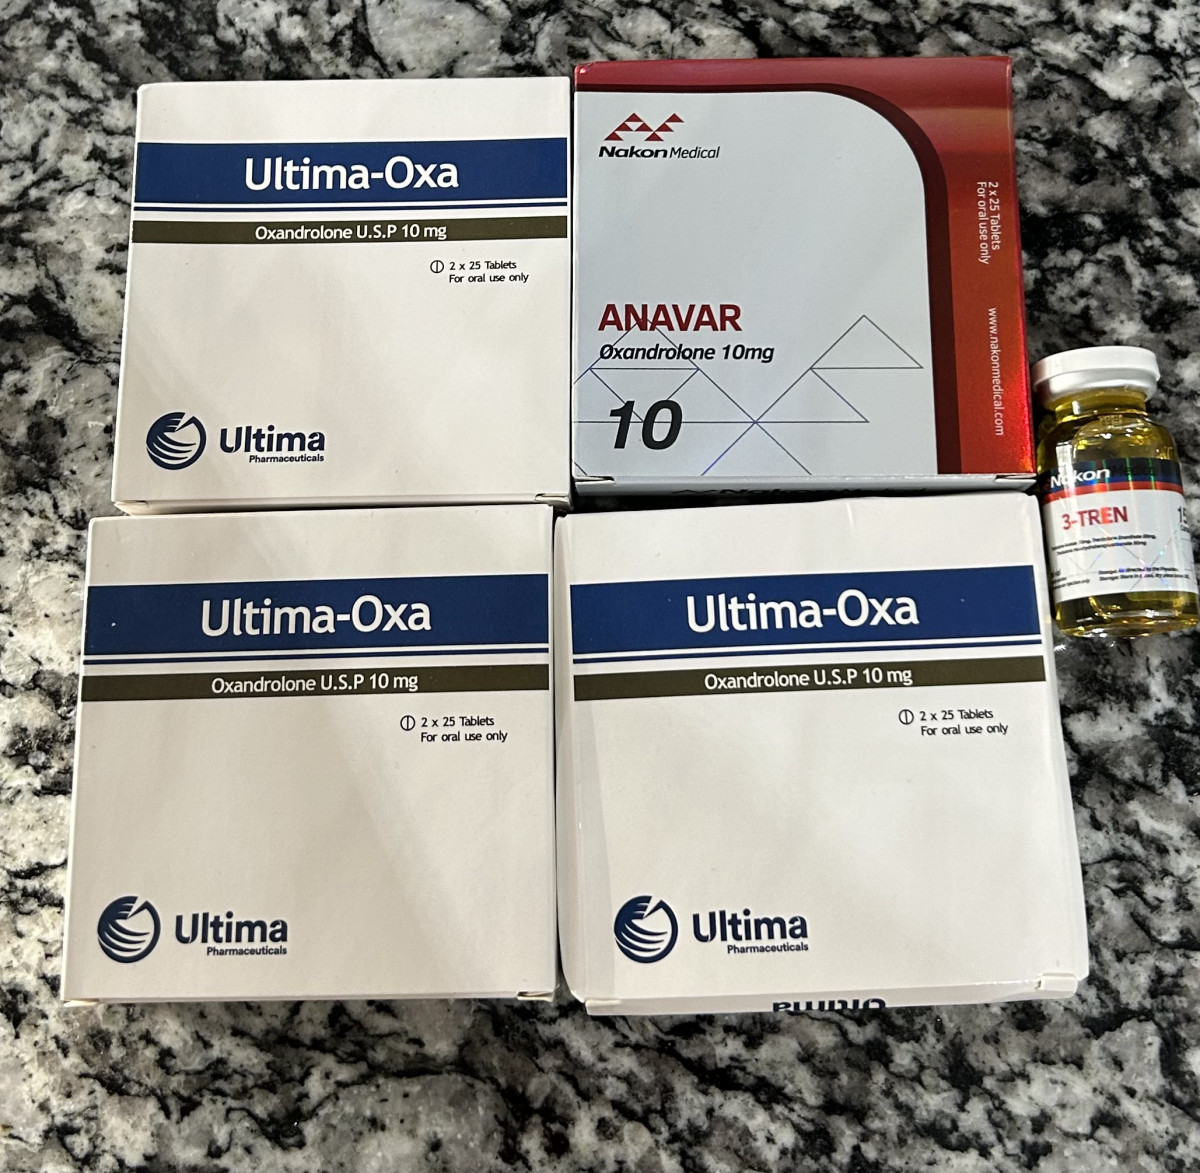 Ultima-Oxa
Oxandrolone U.S.P 10 mg
2 x 25 Tablets
For oral use only
Ultima
Pharmaceuticals
Nakon Medical
ANAVAR
Oxandrolone 10mg
10
2 x 25 Tablets
For oral use only
www.nakonmedical.com
Nakon
3-TREN
Ultima-Oxa
Oxandrolone U.S.P 10 mg
2 x 25 Tablets
For oral use only
Ultima
Pharmaceuticals
Ultima-Oxa
Oxandrolone U.S.P 10 mg
2 x 25 Tablets
For oral use only
Ultima
Pharmaceuticals
Ultima